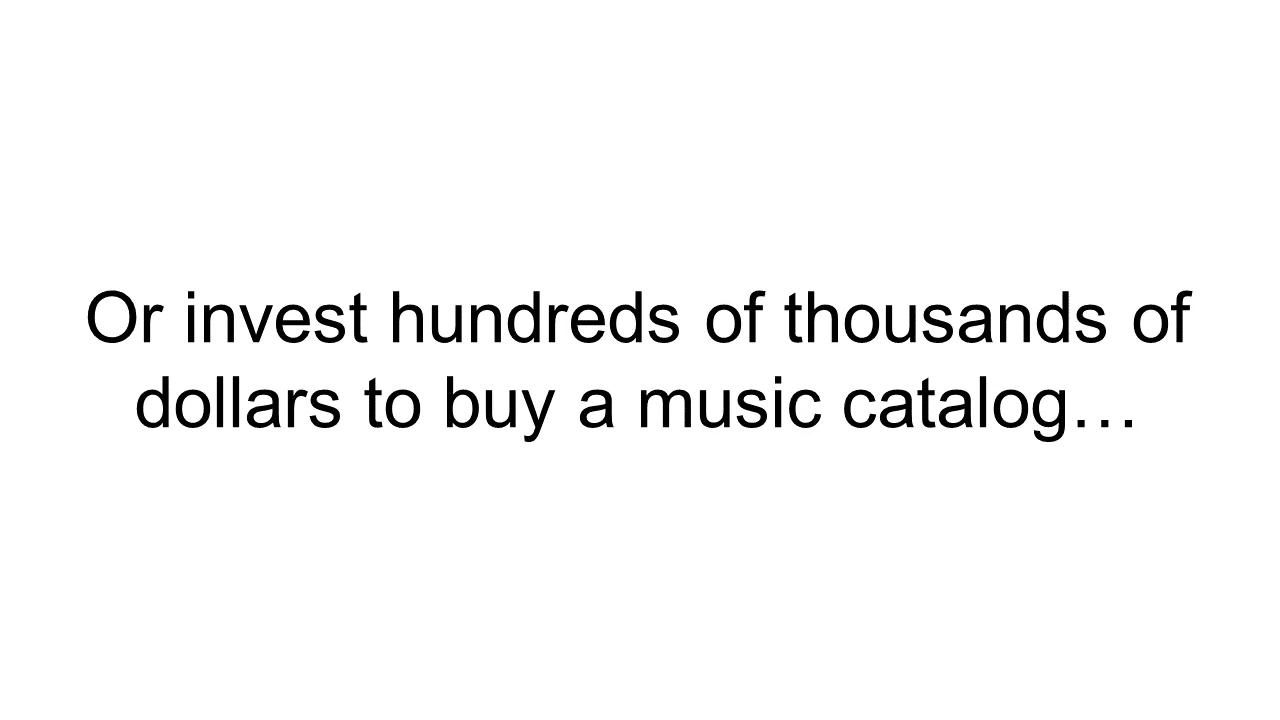 Or invest hundreds of thousands of
dollars to buy a music catalog…